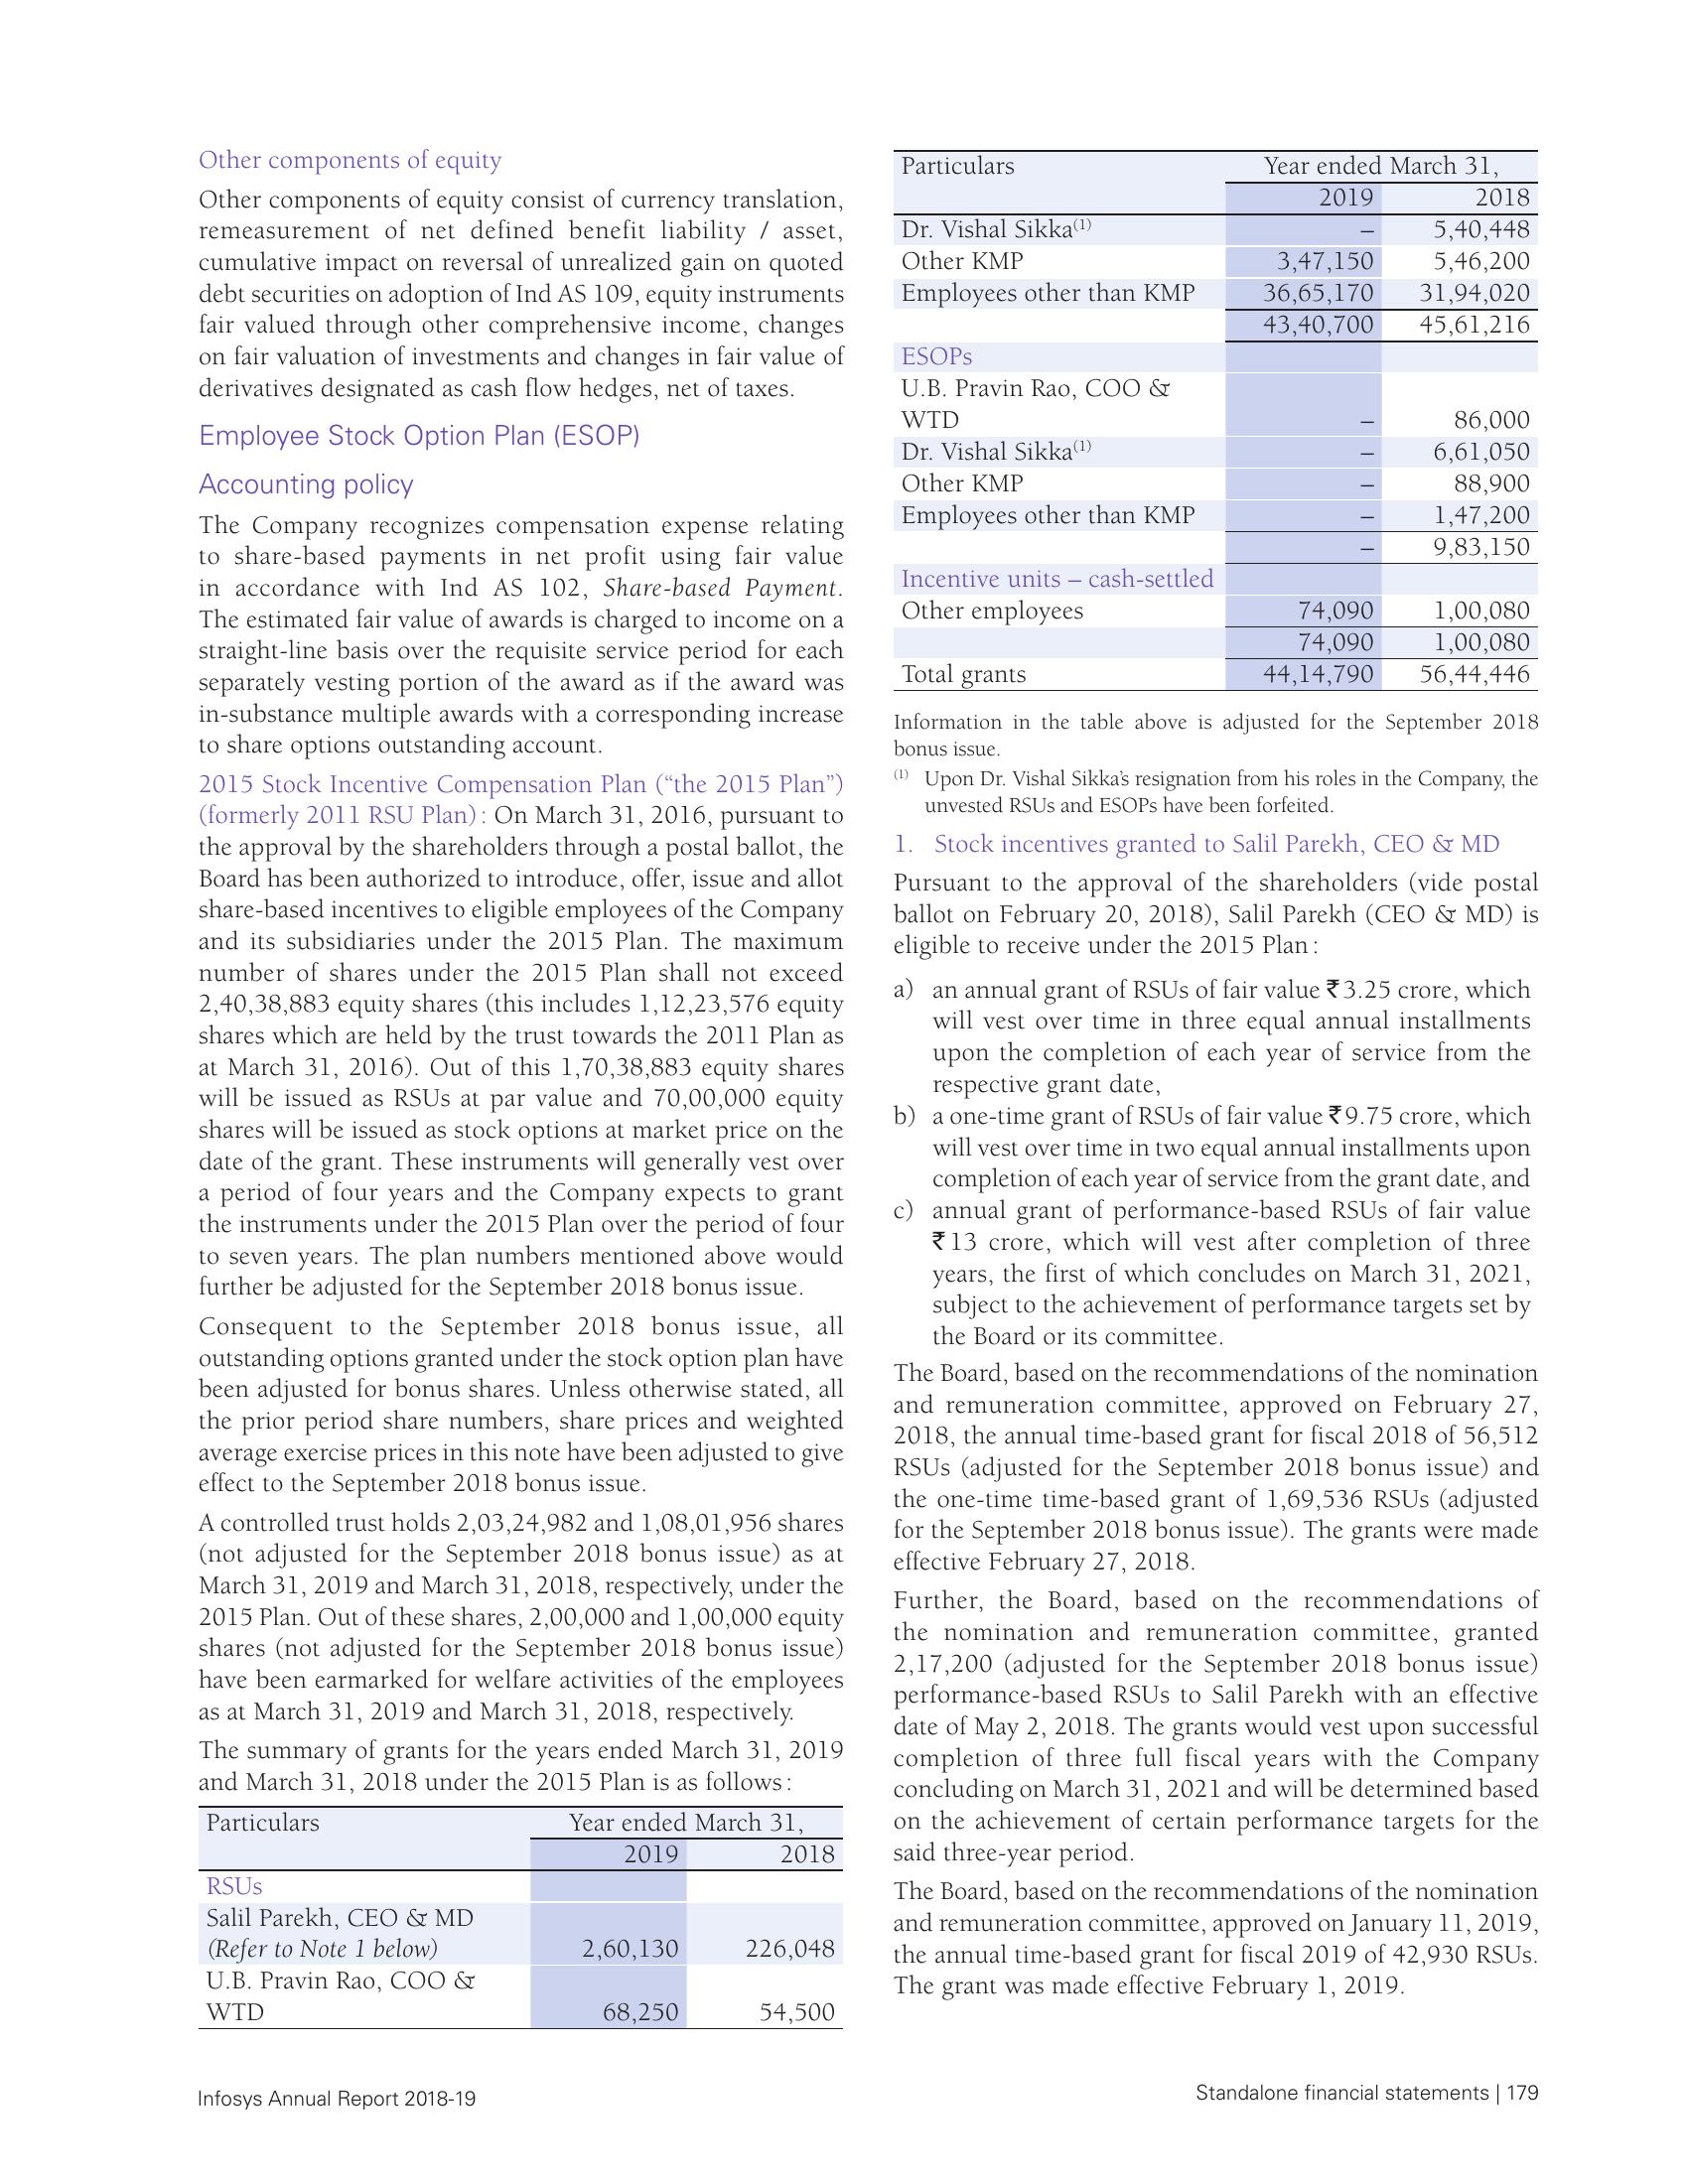 Other components of equity
Other components of equity consist of currency translation,
remeasurement of net defined benefit liability / asset,
cumulative impact on reversal of unrealized gain on quoted
debt securities on adoption of Ind AS 109, equity instruments
fair valued through other comprehensive income, changes
on fair valuation of investments and changes in fair value of
derivatives designated as cash flow hedges, net of taxes.
Employee Stock Option Plan (ESOP)
Accounting policy
The Company recognizes compensation expense relating
to share-based payments in net profit using fair value
in accordance with Ind AS 102, Share-based Payment.
The estimated fair value of awards is charged to income on a
straight-line basis over the requisite service period for each
separately vesting portion of the award as if the award was
in-substance multiple awards with a corresponding increase
to share options outstanding account.
2015 Stock Incentive Compensation Plan (“the 2015 Plan”)
(formerly 2011 RSU Plan) : On March 31, 2016, pursuant to
the approval by the shareholders through a postal ballot, the
Board has been authorized to introduce, offer, issue and allot
share-based incentives to eligible employees of the Company
and its subsidiaries under the 2015 Plan. The maximum
number of shares under the 2015 Plan shall not exceed
2,40,38,883 equity shares (this includes 1,12,23,576 equity
shares which are held by the trust towards the 2011 Plan as
at March 31, 2016). Out of this 1,70,38,883 equity shares
will be issued as RSUs at par value and 70,00,000 equity
shares will be issued as stock options at market price on the
date of the grant. These instruments will generally vest over
a period of four years and the Company expects to grant
the instruments under the 2015 Plan over the period of four
to seven years. The plan numbers mentioned above would
further be adjusted for the September 2018 bonus issue.
Consequent to the September 2018 bonus issue, all
outstanding options granted under the stock option plan have
been adjusted for bonus shares. Unless otherwise stated, all
the prior period share numbers, share prices and weighted
average exercise prices in this note have been adjusted to give
effect to the September 2018 bonus issue.
A controlled trust holds 2,03,24,982 and 1,08,01,956 shares
(not adjusted for the September 2018 bonus issue) as at
March 31, 2019 and March 31, 2018, respectively, under the
2015 Plan. Out of these shares, 2,00,000 and 1,00,000 equity
shares (not adjusted for the September 2018 bonus issue)
have been earmarked for welfare activities of the employees
as at March 31, 2019 and March 31, 2018, respectively.
The summary of grants for the years ended March 31, 2019
and March 31, 2018 under the 2015 Plan is as follows :
Particulars Year ended March 31,
2019 2018
RSUs
Salil Parekh, CEO & MD
(Refer to Note 1 below) 2,60,130 226,048
U.B. Pravin Rao, COO &
WTD 68,250 54,500
Particulars Year ended March 31,
2019 2018
Dr. Vishal Sikka(1) – 5,40,448
Other KMP 3,47,150 5,46,200
Employees other than KMP 36,65,170 31,94,020
43,40,700 45,61,216
ESOPs
U.B. Pravin Rao, COO &
WTD – 86,000
Dr. Vishal Sikka(1) – 6,61,050
Other KMP – 88,900
Employees other than KMP – 1,47,200
– 9,83,150
Incentive units – cash-settled
Other employees 74,090 1,00,080
74,090 1,00,080
Total grants 44,14,790 56,44,446
Information in the table above is adjusted for the September 2018
bonus issue.
(1) Upon Dr. Vishal Sikka’s resignation from his roles in the Company, the
unvested RSUs and ESOPs have been forfeited.
1. Stock incentives granted to Salil Parekh, CEO & MD
Pursuant to the approval of the shareholders (vide postal
ballot on February 20, 2018), Salil Parekh (CEO & MD) is
eligible to receive under the 2015 Plan :
a) an annual grant of RSUs of fair value ₹3.25 crore, which
will vest over time in three equal annual installments
upon the completion of each year of service from the
respective grant date,
b) a one-time grant of RSUs of fair value ₹9.75 crore, which
will vest over time in two equal annual installments upon
completion of each year of service from the grant date, and
c) annual grant of performance-based RSUs of fair value
₹13 crore, which will vest after completion of three
years, the first of which concludes on March 31, 2021,
subject to the achievement of performance targets set by
the Board or its committee.
The Board, based on the recommendations of the nomination
and remuneration committee, approved on February 27,
2018, the annual time-based grant for fiscal 2018 of 56,512
RSUs (adjusted for the September 2018 bonus issue) and
the one-time time-based grant of 1,69,536 RSUs (adjusted
for the September 2018 bonus issue). The grants were made
effective February 27, 2018.
Further, the Board, based on the recommendations of
the nomination and remuneration committee, granted
2,17,200 (adjusted for the September 2018 bonus issue)
performance-based RSUs to Salil Parekh with an effective
date of May 2, 2018. The grants would vest upon successful
completion of three full fiscal years with the Company
concluding on March 31, 2021 and will be determined based
on the achievement of certain performance targets for the
said three-year period.
The Board, based on the recommendations of the nomination
and remuneration committee, approved on January 11, 2019,
the annual time-based grant for fiscal 2019 of 42,930 RSUs.
The grant was made effective February 1, 2019.
Infosys Annual Report 2018-19
Standalone financial statements | 179